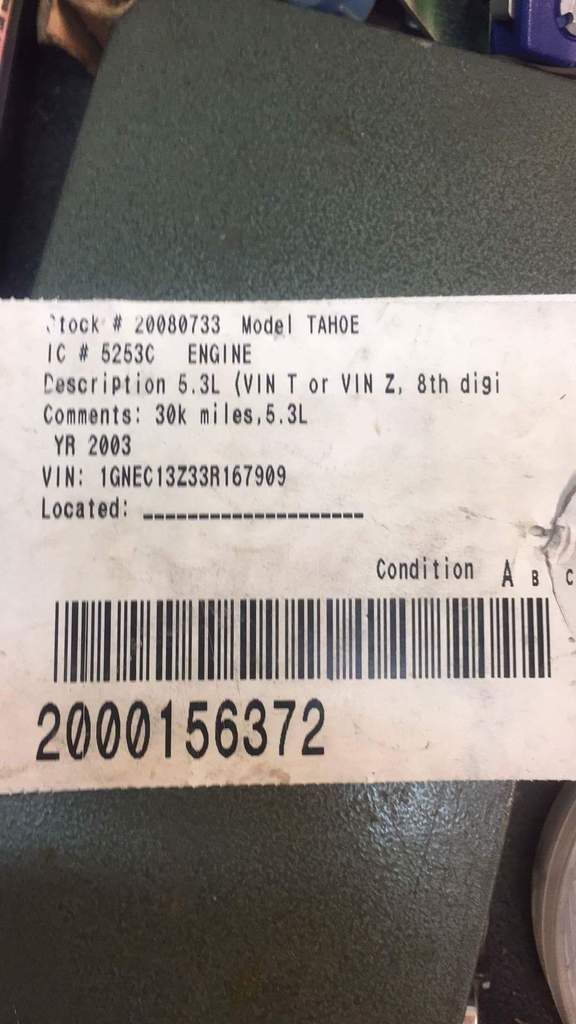 Stock # 20080733 Model TAHOE
IC # 5253C ENGINE
Description 5.3L (VIN T or VIN Z, 8th digi
Comments: 30k miles,5.3L
YR 2003
VIN: 1GNEC13Z33R167909
Located: ____________________
Condition A B C
2000156372